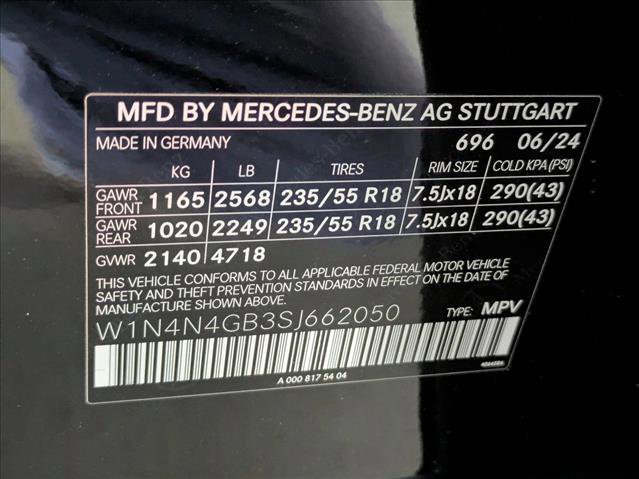 MFD BY MERCEDES-BENZ AG STUTTGART
MADE IN GERMANY 696 06/24
KG LB TIRES RIM SIZE COLD KPA(PSI)
GAWR FRONT 1165 2568 235/55 R18 7.5Jx18 290(43)
GAWR REAR 1020 2249 235/55 R18 7.5Jx18 290(43)
GVWR 2140 4718
THIS VEHICLE CONFORMS TO ALL APPLICABLE FEDERAL MOTOR VEHICLE
SAFETY AND THEFT PREVENTION STANDARDS IN EFFECT ON THE DATE OF
MANUFACTURE SHOWN ABOVE. TYPE: MPV
W1N4N4GB3SJ662050
A 000 817 54 04